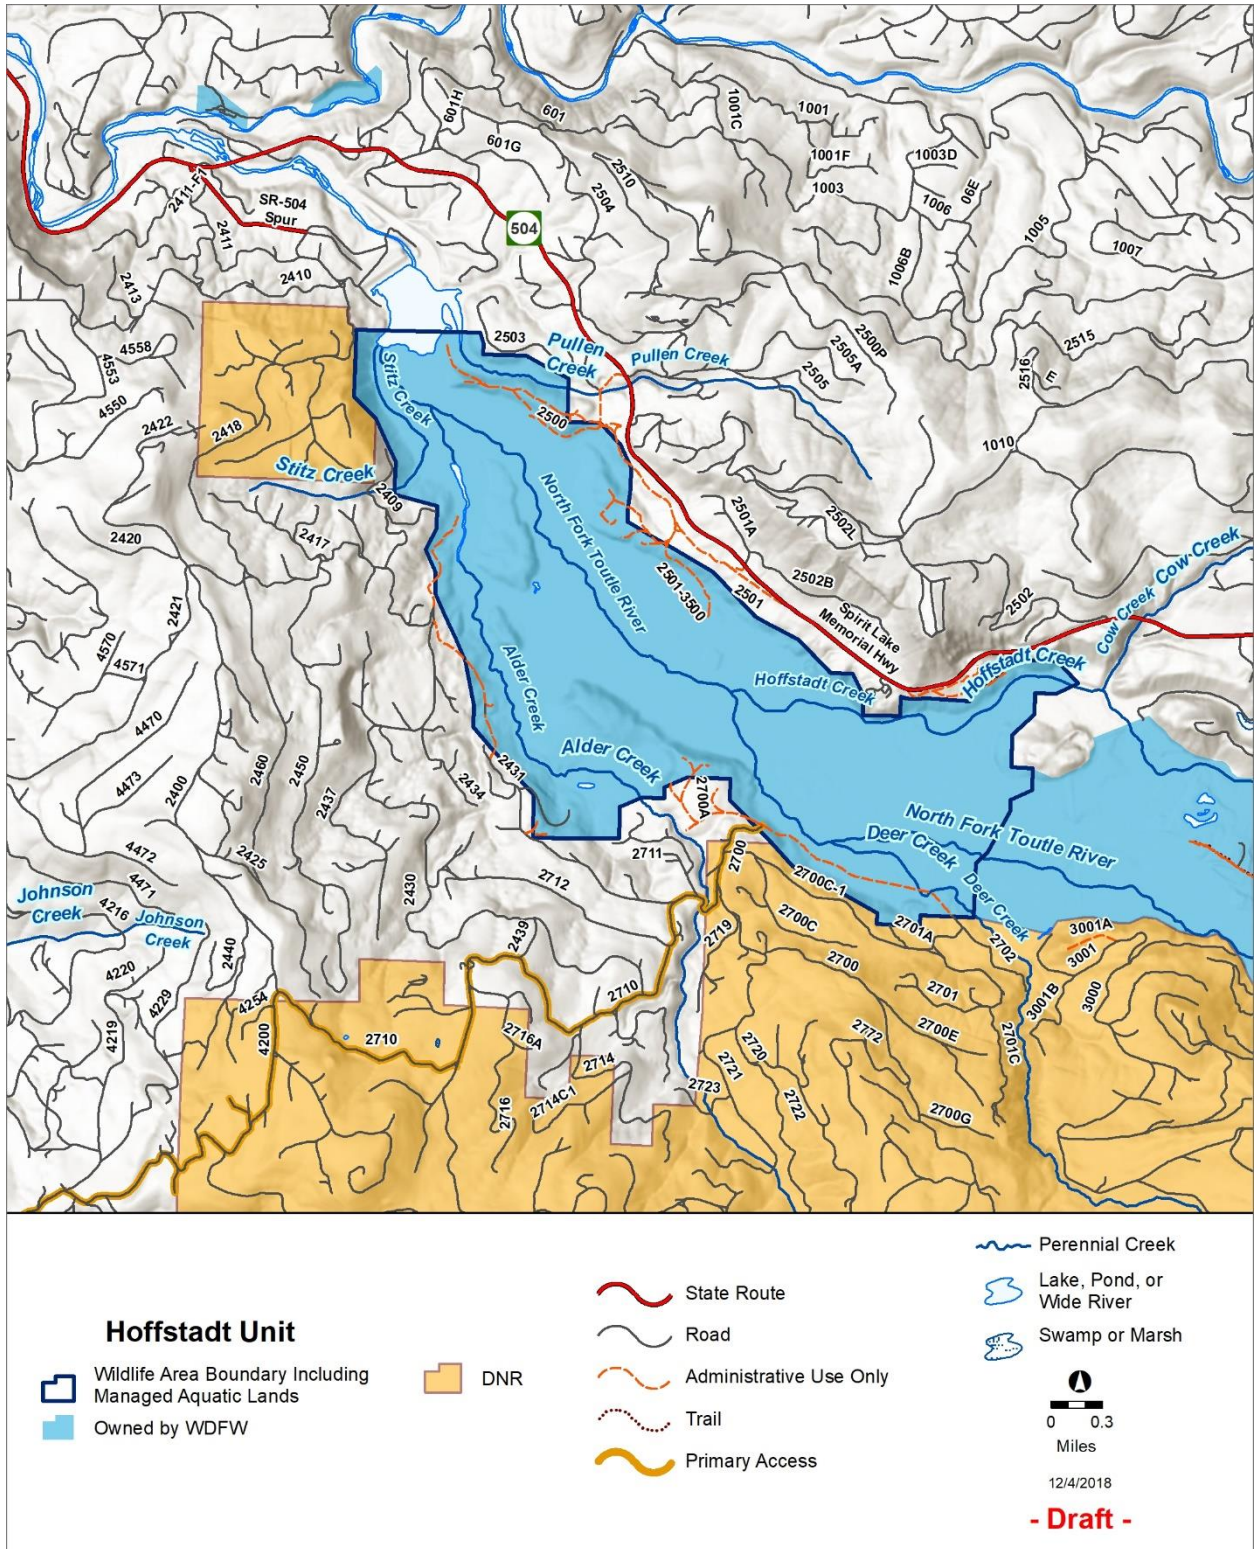 601H
601
601G
1001C
1001
2510
2504
1001F
1003D
1003
1006
06E
1005
1007
1006B
2411-F1
SR-504
Spur
2411
504
2410
2413
2503
Pullen
Creek
Pullen Creek
2500P
2505A
2505
2515
2516
E
4558
4553
4550
2422
2418
Stitz Creek
Stitz Creek
2409
2500
1010
North Fork Toutle River
2501A
2502L
2417
2420
2421
2501-3500
2501
2502B
2502
Cow Creek
Cow Creek
Spirit Lake
Memorial Hwy
4570
4571
4470
4473
2400
2460
2450
2437
2434
2431
Alder Creek
Alder Creek
Hoffstadt Creek
Hoffstadt Creek
2700A
North Fork Toutle River
Deer Creek
Deer Creek
4472
4471
4216
2425
2430
2711
2712
2700
2700C-1
Johnson
Creek
Johnson
Creek
2440
2439
2719
2700C
2701A
2702
3001A
3001
4220
4229
4219
4254
4200
2710
2710
2700
2701
2700E
2772
3001B
3000
2701C
2716A
2714
2714C1
2716
2720
2721
2723
2722
2700G
Hoffstadt Unit
Wildlife Area Boundary Including
Managed Aquatic Lands
Owned by WDFW
DNR
State Route
Road
Administrative Use Only
Trail
Primary Access
Perennial Creek
Lake, Pond, or
Wide River
Swamp or Marsh
0 0.3
Miles
12/4/2018
- Draft -